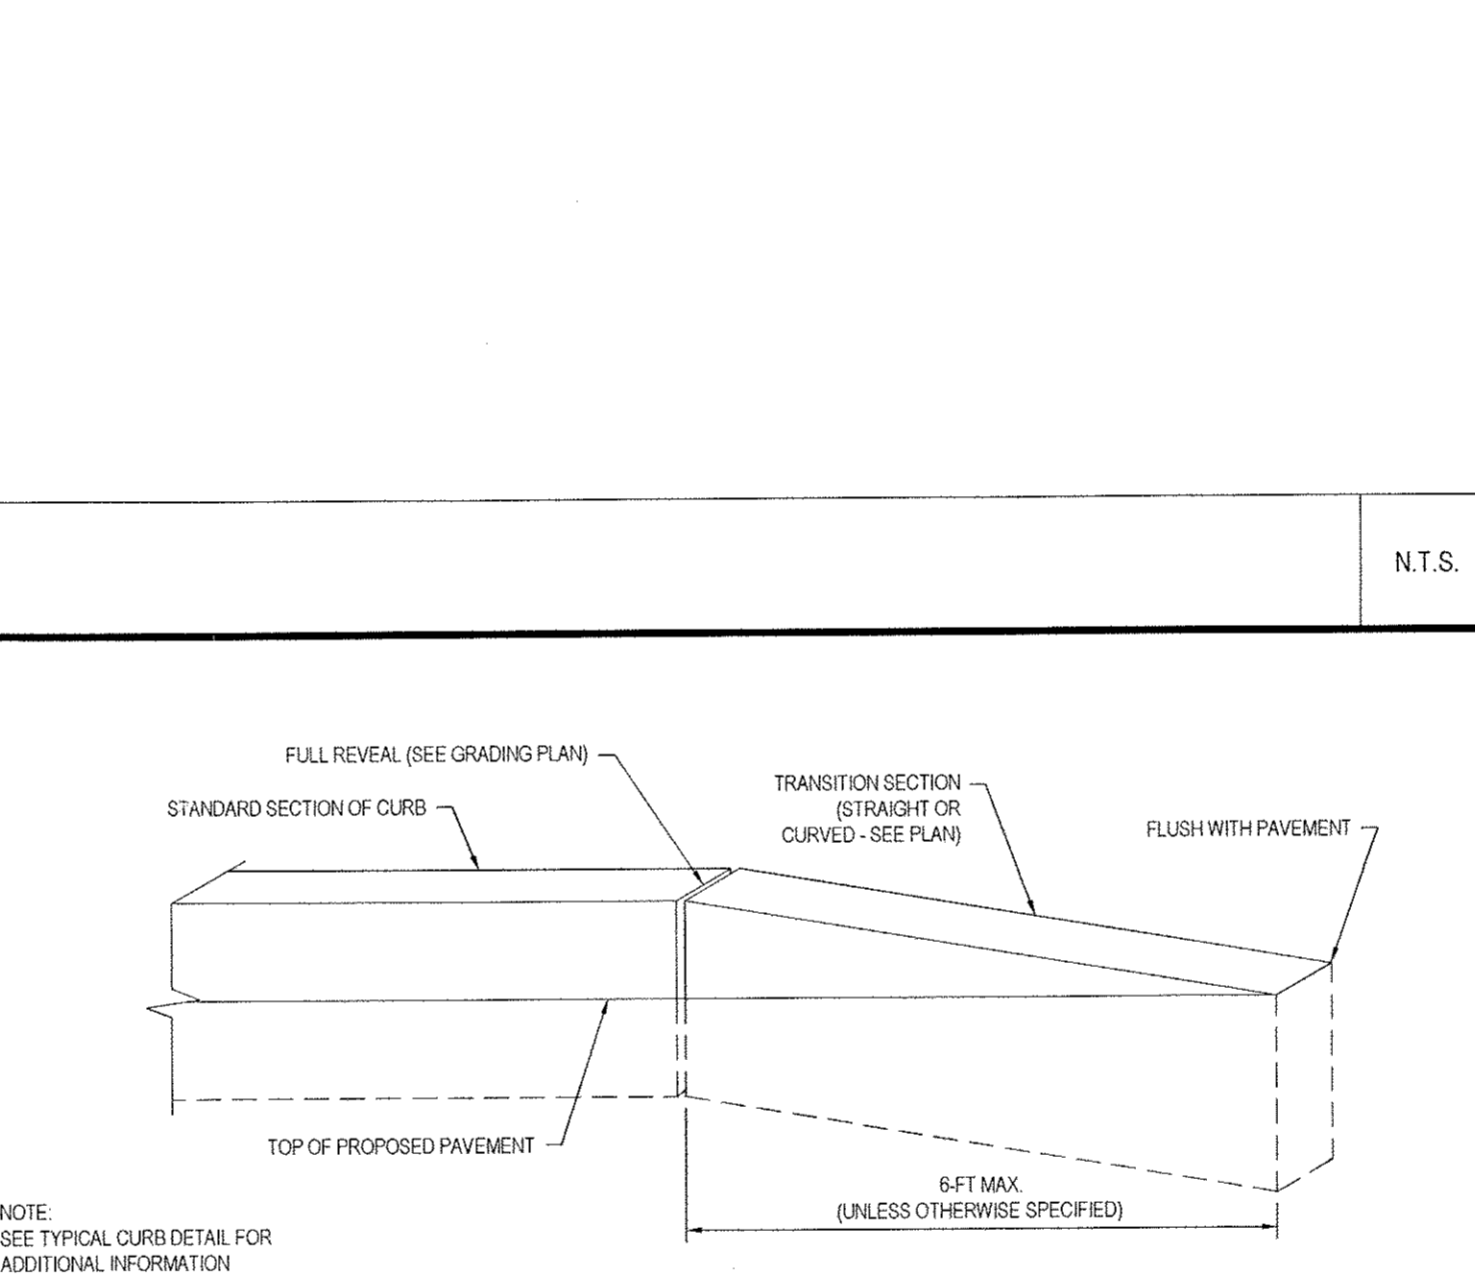 N.T.S.
FULL REVEAL (SEE GRADING PLAN)
STANDARD SECTION OF CURB
TRANSITION SECTION
(STRAIGHT OR
CURVED - SEE PLAN)
FLUSH WITH PAVEMENT
TOP OF PROPOSED PAVEMENT
6-FT MAX.
(UNLESS OTHERWISE SPECIFIED)
NOTE:
SEE TYPICAL CURB DETAIL FOR
ADDITIONAL INFORMATION